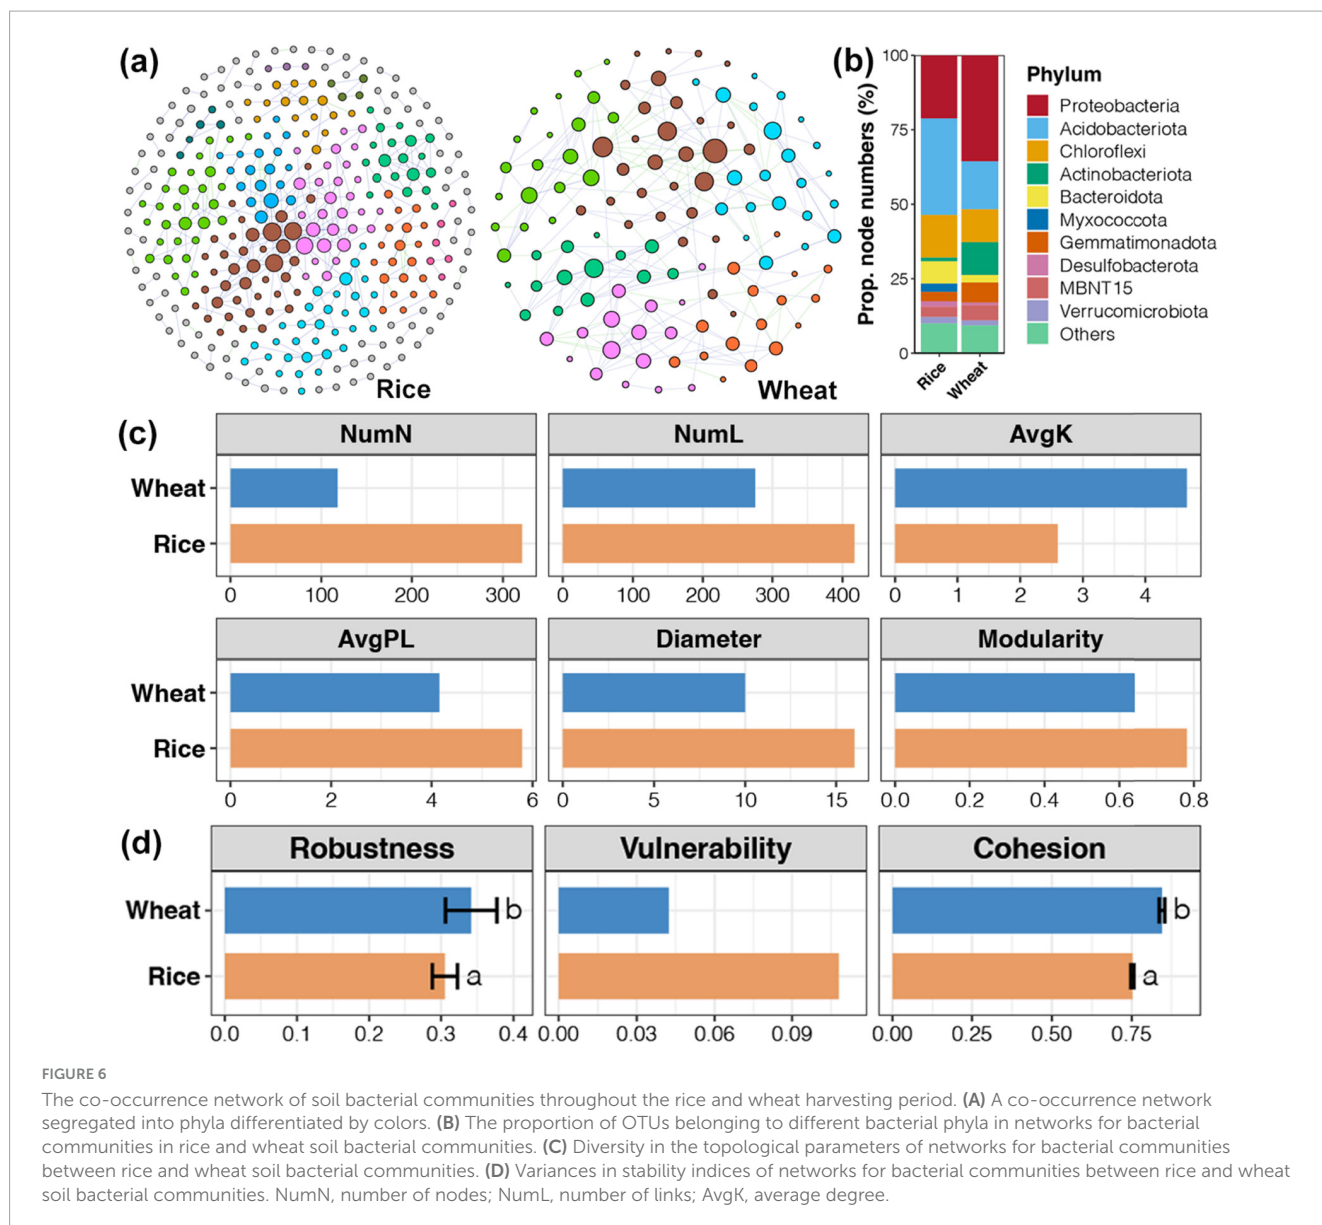 (a)
Rice
Wheat
(b)
Prop. node numbers (%)
100
75
50
25
0
Rice
Wheat
Phylum
Proteobacteria
Acidobacteriota
Chloroflexi
Actinobacteriota
Bacteroidota
Myxococcota
Gemmatimonadota
Desulfobacterota
MBNT15
Verrucomicrobiota
Others
(c)
NumN
NumL
AvgK
Wheat
Rice
0 100 200 300
0 100 200 300 400
0 1 2 3 4
AvgPL
Diameter
Modularity
Wheat
Rice
0 2 4 6
0 5 10 15
0.0 0.2 0.4 0.6 0.8
(d)
Robustness
Vulnerability
Cohesion
Wheat
b
b
Rice
a
a
0.0 0.1 0.2 0.3 0.4
0.00 0.03 0.06 0.09
0.00 0.25 0.50 0.75
FIGURE 6
The co-occurrence network of soil bacterial communities throughout the rice and wheat harvesting period. (A) A co-occurrence network
segregated into phyla differentiated by colors. (B) The proportion of OTUs belonging to different bacterial phyla in networks for bacterial
communities in rice and wheat soil bacterial communities. (C) Diversity in the topological parameters of networks for bacterial communities
between rice and wheat soil bacterial communities. (D) Variances in stability indices of networks for bacterial communities between rice and wheat
soil bacterial communities. NumN, number of nodes; NumL, number of links; AvgK, average degree.